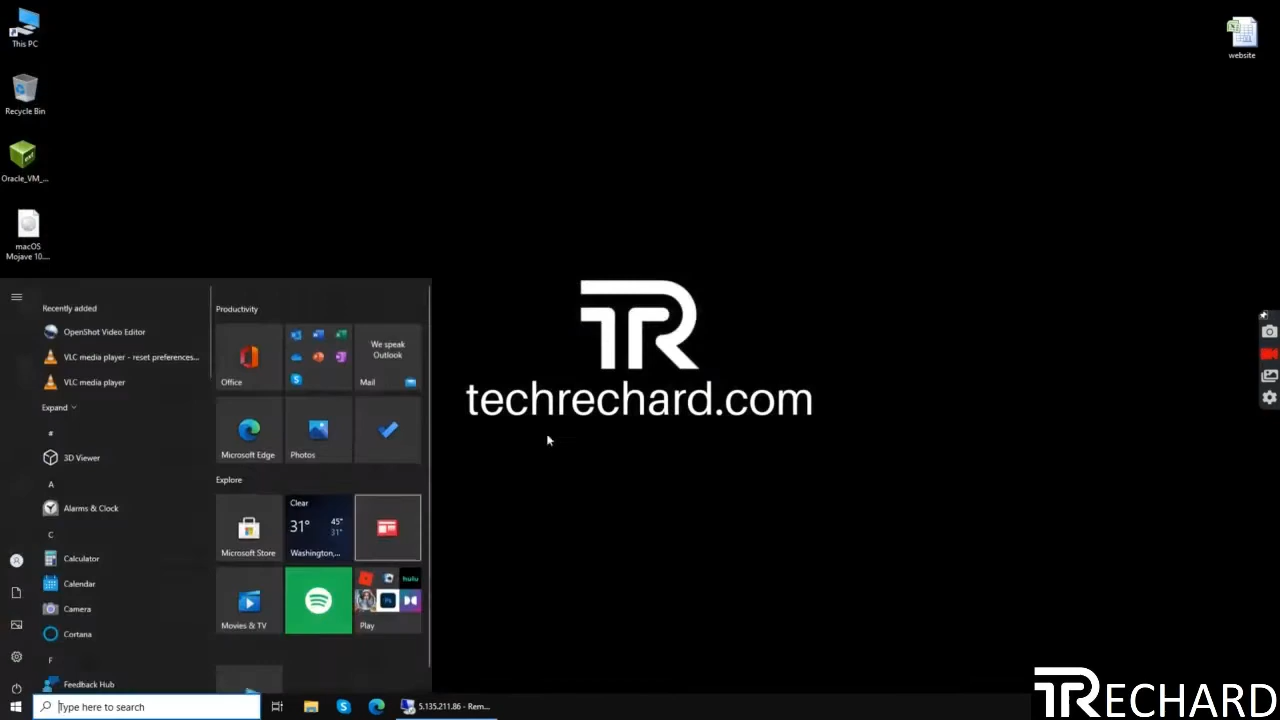 This PC
Recycle Bin
Oracle_VM_...
macOS
Mojave 10....
website
TR
techrechard.com
Recently added
OpenShot Video Editor
VLC media player - reset preferences...
VLC media player
Expand
#
3D Viewer
A
Alarms & Clock
C
Calculator
Calendar
Camera
Cortana
F
Feedback Hub
Productivity
Office
We speak
Outlook
Mail
Microsoft Edge
Photos
Explore
Microsoft Store
Clear
31°
45°
31°
Washington,...
Movies & TV
hulu
Play
Type here to search
5.135.211.86 - Rem...
TRECHARD